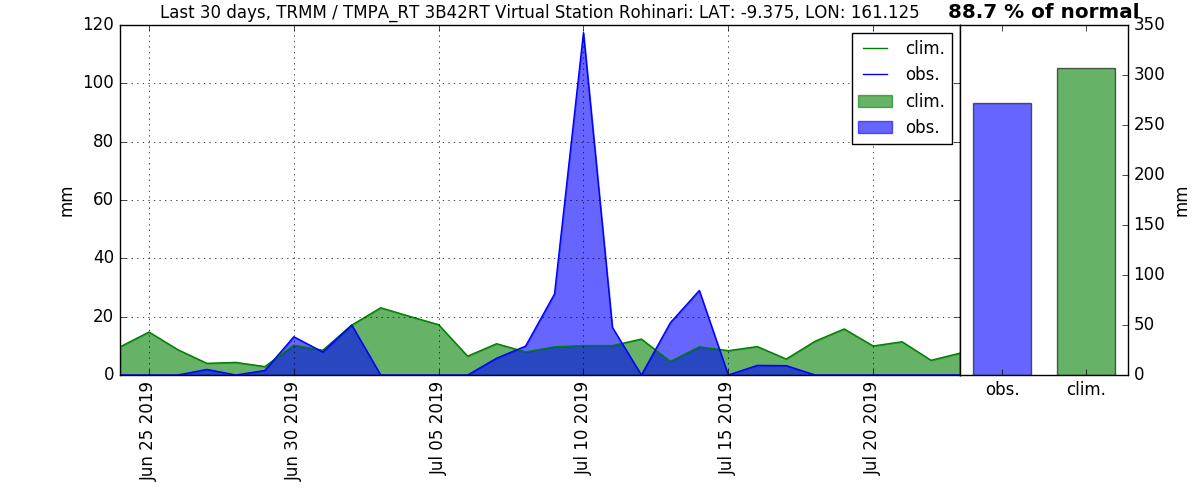 Last 30 days, TRMM / TMPA_RT 3B42RT Virtual Station Rohinari: LAT: -9.375, LON: 161.125
88.7 % of normal
120
100
80
60
40
20
0
mm
clim.
obs.
clim.
obs.
Jun 25 2019
Jun 30 2019
Jul 05 2019
Jul 10 2019
Jul 15 2019
Jul 20 2019
350
300
250
200
150
100
50
0
mm
obs.
clim.